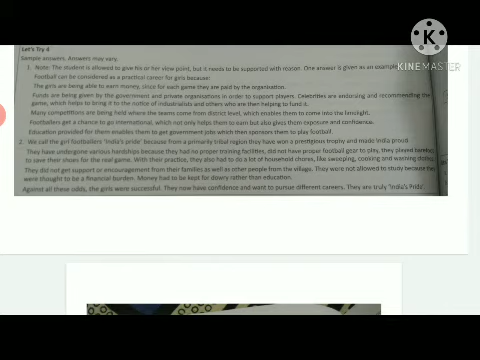 Let's Try 4
Sample answers. Answers may vary.
1. Note: The student is allowed to give his or her view point, but it needs to be supported with reason. One answer is given as an example
Football can be considered as a practical career for girls because:
The girls are being able to earn money, since for each game they are paid by the organisation.
Funds are being given by the government and private organisations in order to support players. Celebrities are endorsing and recommending the
game, which helps to bring it to the notice of industrialists and others who are then helping to fund it.
Many competitions are being held where the teams come from district level, which enables them to come into the limelight.
Footballers get a chance to go international, which not only helps them to earn but also gives them exposure and confidence.
Education provided for them enables them to get government jobs which then sponsors them to play football.
2. We call the girl footballers 'India's pride' because from a primarily tribal region they have won a prestigious trophy and made India proud.
They have undergone various hardships because they had no proper training facilities, did not have proper football gear to play, they played barefoot
to save their shoes for the real game. With their practice, they also had to do a lot of household chores, like sweeping, cooking and washing dishes.
They did not get support or encouragement from their families as well as other people from the village. They were not allowed to study because they
were thought to be a financial burden. Money had to be kept for dowry rather than education.
Against all these odds, the girls were successful. They now have confidence and want to pursue different careers. They are truly 'India's Pride'.
K
KINEMASTER